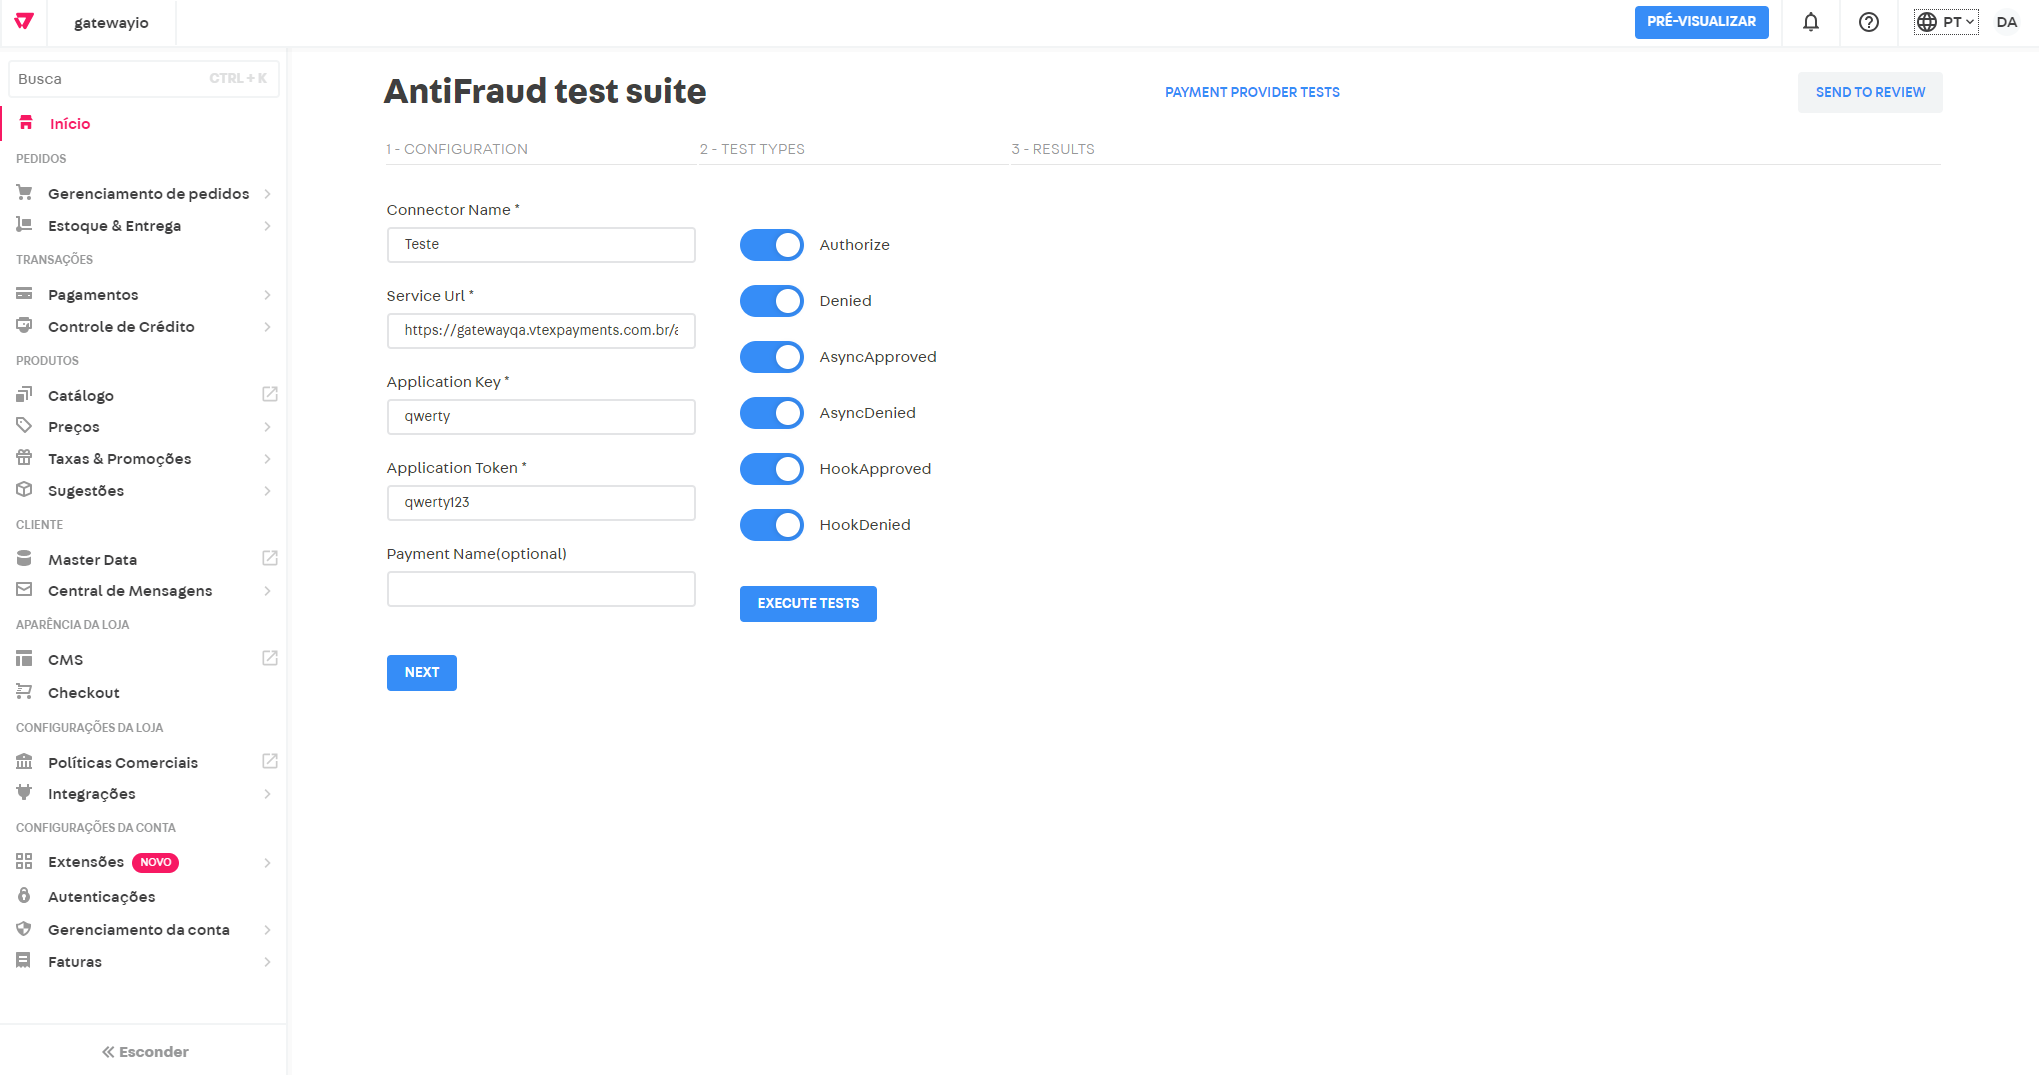 gatewayio
PRÉ-VISUALIZAR
PT
DA
Busca
CTRL + K
Início
PEDIDOS
Gerenciamento de pedidos
Estoque & Entrega
TRANSAÇÕES
Pagamentos
Controle de Crédito
PRODUTOS
Catálogo
Preços
Taxas & Promoções
Sugestões
CLIENTE
Master Data
Central de Mensagens
APARÊNCIA DA LOJA
CMS
Checkout
CONFIGURAÇÕES DA LOJA
Políticas Comerciais
Integrações
CONFIGURAÇÕES DA CONTA
Extensões NOVO
Autenticações
Gerenciamento da conta
Faturas
Esconder
AntiFraud test suite
PAYMENT PROVIDER TESTS
SEND TO REVIEW
1 - CONFIGURATION
2 - TEST TYPES
3 - RESULTS
Connector Name *
Teste
Service Url *
https://gatewayqa.vtexpayments.com.br/a
Application Key *
qwerty
Application Token *
qwerty123
Payment Name(optional)
NEXT
Authorize
Denied
AsyncApproved
AsyncDenied
HookApproved
HookDenied
EXECUTE TESTS